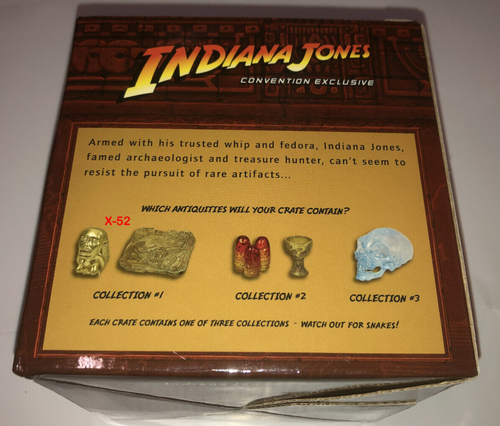 INDIANA JONES
CONVENTION EXCLUSIVE
Armed with his trusted whip and fedora, Indiana Jones,
famed archaeologist and treasure hunter, can't seem to
resist the pursuit of rare artifacts...
WHICH ANTIQUITIES WILL YOUR CRATE CONTAIN?
X-52
COLLECTION #1
COLLECTION #2
COLLECTION #3
EACH CRATE CONTAINS ONE OF THREE COLLECTIONS - WATCH OUT FOR SNAKES!